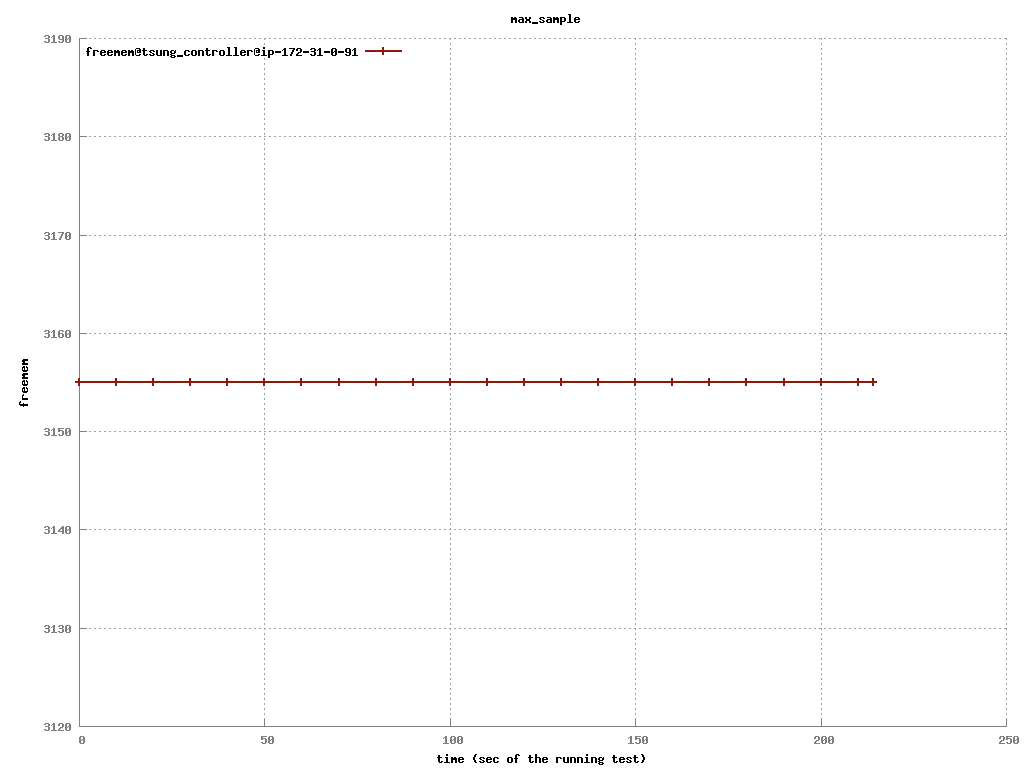 max_sample
freemem@tsung_controller@ip-172-31-0-91
3190
3180
3170
3160
3150
3140
3130
3120
freemem
0 50 100 150 200 250
time (sec of the running test)